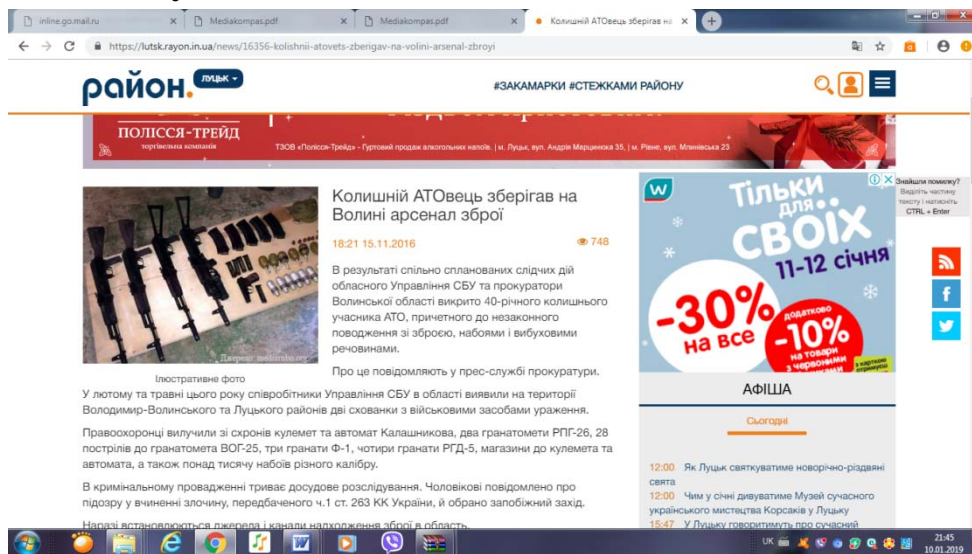 inline.go.mail.ru
Mediakompas.pdf
Mediakompas.pdf
Колишній АТОвець зберігав на
https://lutsk.rayon.in.ua/news/16356-kolishnii-atovets-zberigav-na-volini-arsenal-zbroyi
район.
ЛУЦЬК
#ЗАКАМАРКИ #СТЕЖКАМИ РАЙОНУ
ПОЛІССЯ-ТРЕЙД
торгівельна компанія
ТЗОВ «Полісся-Трейд» - Гуртовий продаж алкогольних напоїв. | м. Луцьк, вул. Андрія Марцинюка 35, | м. Рівне, вул. Млинівська 23
Колишній АТОвець зберігав на
Волині арсенал зброї
18:21 15.11.2016
748
В результаті спільно спланованих слідчих дій
обласного Управління СБУ та прокуратури
Волинської області викрито 40-річного колишнього
учасника АТО, причетного до незаконного
поводження зі зброєю, набоями і вибуховими
речовинами.
Про це повідомляють у прес-службі прокуратури.
Ілюстративне фото
У лютому та травні цього року співробітники Управління СБУ в області виявили на території
Володимир-Волинського та Луцького районів дві схованки з військовими засобами ураження.
Правоохоронці вилучили зі схронів кулемет та автомат Калашникова, два гранатомети РПГ-26, 28
пострілів до гранатомета ВОГ-25, три гранати Ф-1, чотири гранати РГД-5, магазини до кулемета та
автомата, а також понад тисячу набоїв різного калібру.
В кримінальному провадженні триває досудове розслідування. Чоловікові повідомлено про
підозру у вчиненні злочину, передбаченого ч.1 ст. 263 КК України, й обрано запобіжний захід.
Наразі встановлюються джерела і канали надходження зброї в область.
Тільки
для
своїх
11-12 січня
-30%
на все
додатково
-10%
на товари
з червоними
Знайшли помилку?
Виділіть частину
тексту і натисніть
CTRL + Enter
АФІША
Сьогодні
12:00 Як Луцьк святкуватиме новорічно-різдвяні
свята
12:00 Чим у січні дивуватиме Музей сучасного
українського мистецтва Корсаків у Луцьку
15:47 У Луцьку говоритимуть про сучасний
UK
21:45
10.01.2019